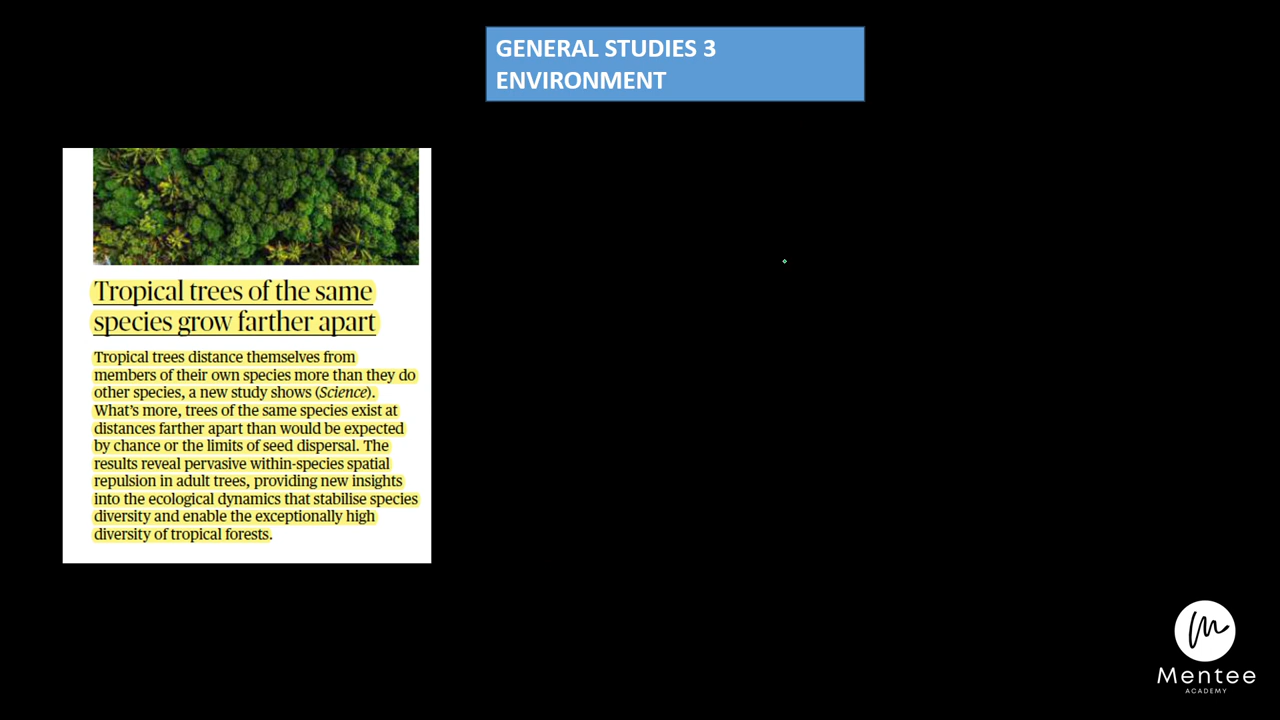 GENERAL STUDIES 3
ENVIRONMENT
Tropical trees of the same
species grow farther apart
Tropical trees distance themselves from
members of their own species more than they do
other species, a new study shows (Science).
What's more, trees of the same species exist at
distances farther apart than would be expected
by chance or the limits of seed dispersal. The
results reveal pervasive within-species spatial
repulsion in adult trees, providing new insights
into the ecological dynamics that stabilise species
diversity and enable the exceptionally high
diversity of tropical forests.
Mentee
ACADEMY